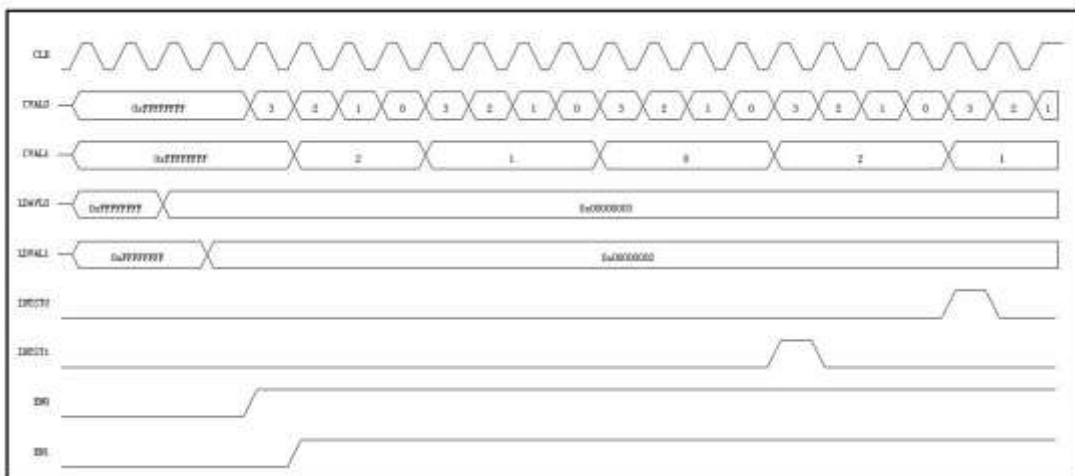 CLK
CVAL0 0xFFFFFFFF 3 2 1 0 3 2 1 0 3 2 1 0 3 2 1 0 3 2 1
CVAL1 0xFFFFFFFF 2 1 0 2 1
0xFFFFFFFF 0x00000003
LDVAL1 0xFFFFFFFF 0x00000002
EN0
EN1